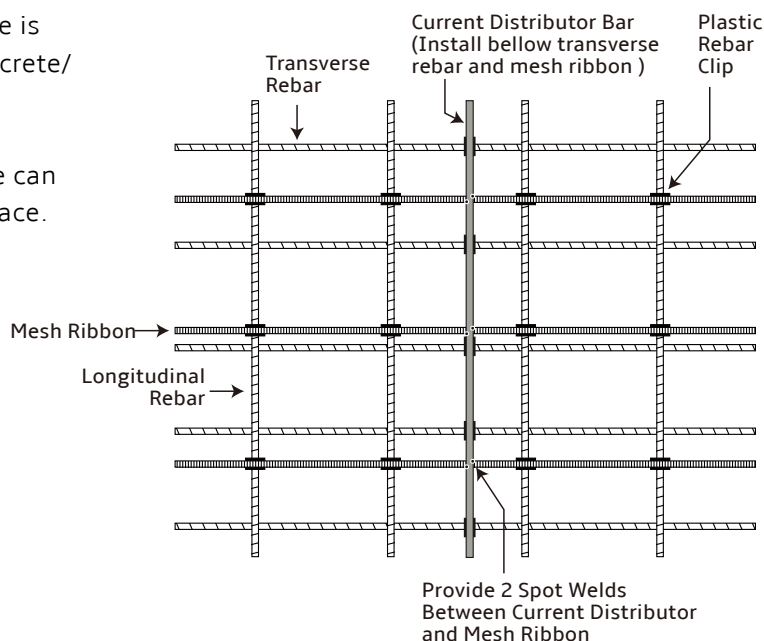 e is
crete/
e can
ace.
Current Distributor Bar
(Install bellow transverse
rebar and mesh ribbon )
Plastic
Rebar
Clip
Transverse
Rebar
Mesh Ribbon
Longitudinal
Rebar
Provide 2 Spot Welds
Between Current Distributor
and Mesh Ribbon